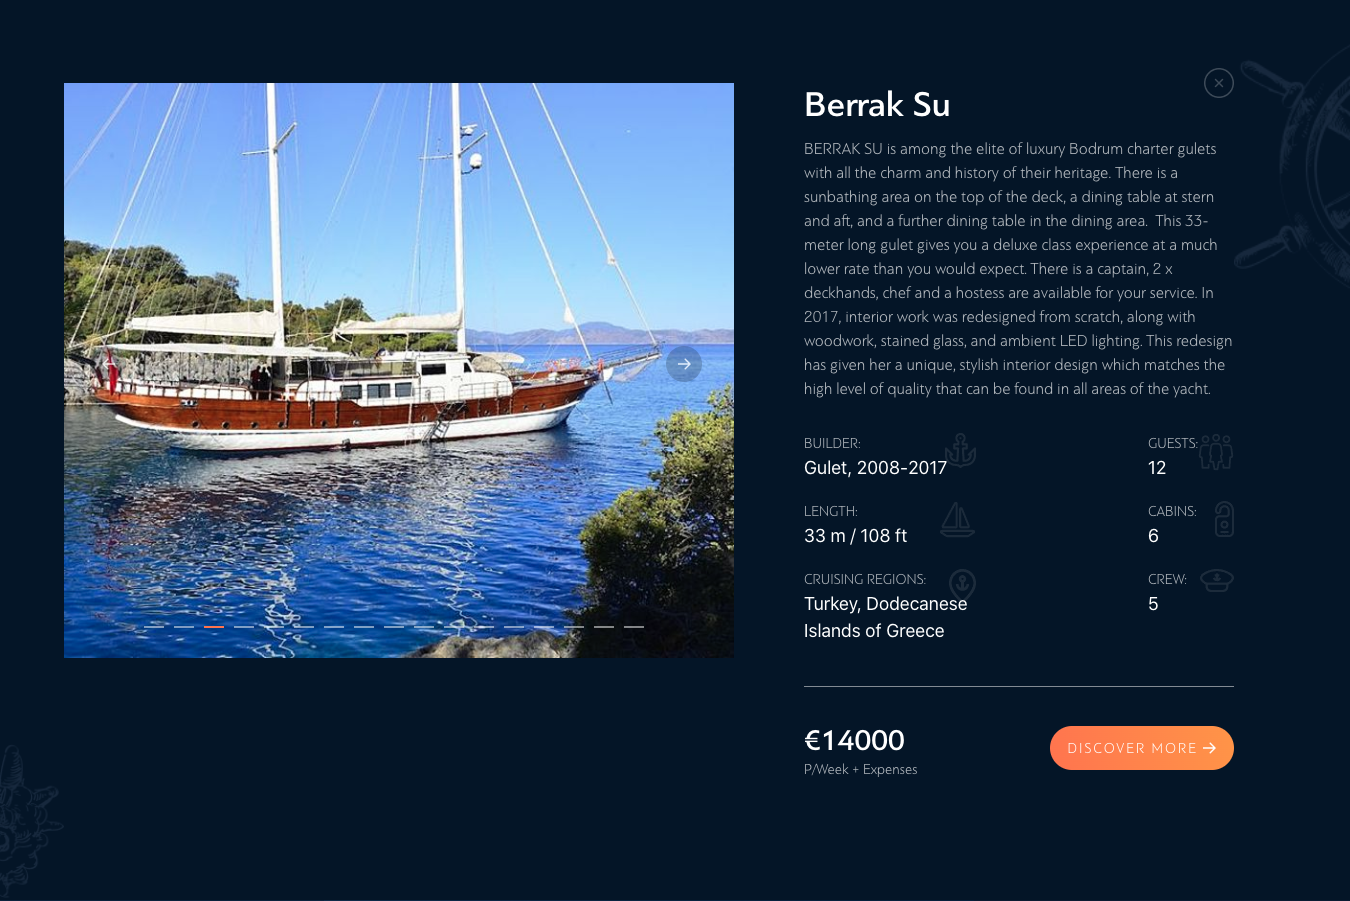 Berrak Su
BERRAK SU is among the elite of luxury Bodrum charter gulets
with all the charm and history of their heritage. There is a
sunbathing area on the top of the deck, a dining table at stern
and aft, and a further dining table in the dining area.  This 33-
meter long gulet gives you a deluxe class experience at a much
lower rate than you would expect. There is a captain, 2 x
deckhands, chef and a hostess are available for your service. In
2017, interior work was redesigned from scratch, along with
woodwork, stained glass, and ambient LED lighting. This redesign
has given her a unique, stylish interior design which matches the
high level of quality that can be found in all areas of the yacht.
BUILDER:
Gulet, 2008-2017
GUESTS:
12
LENGTH:
33 m / 108 ft
CABINS:
6
CRUISING REGIONS:
Turkey, Dodecanese
Islands of Greece
CREW:
5
€14000
P/Week + Expenses
DISCOVER MORE